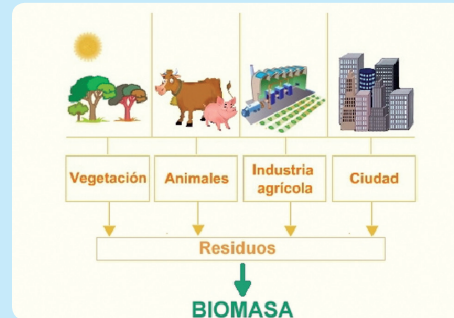 Vegetación
Animales
Industria
agrícola
Ciudad
Residuos
BIOMASA